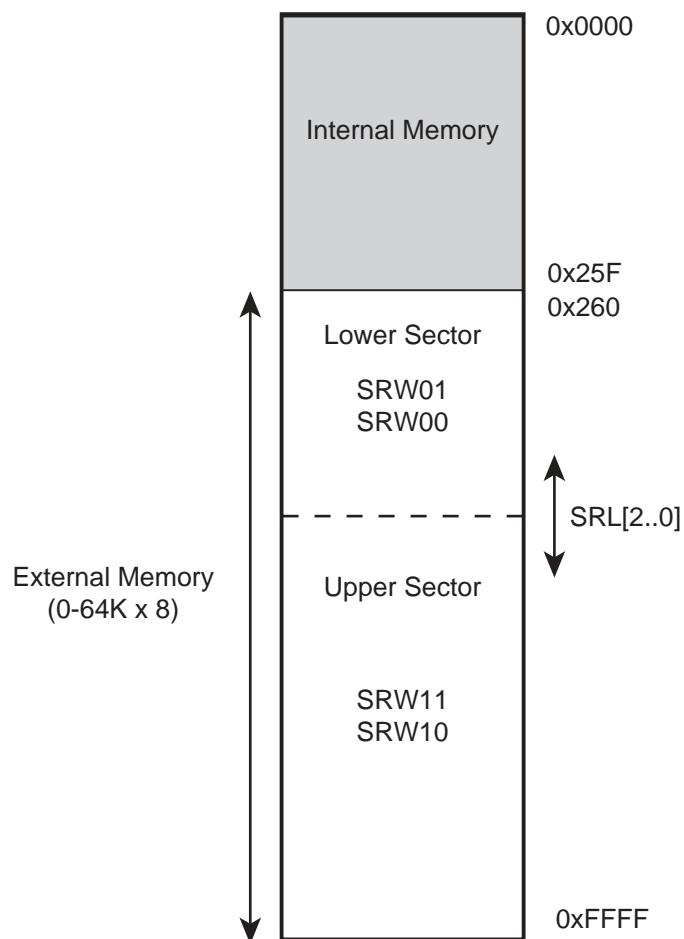 0x0000
Internal Memory
0x25F
0x260
Lower Sector
SRW01
SRW00
SRL[2..0]
External Memory
(0-64K x 8)
Upper Sector
SRW11
SRW10
0xFFFF